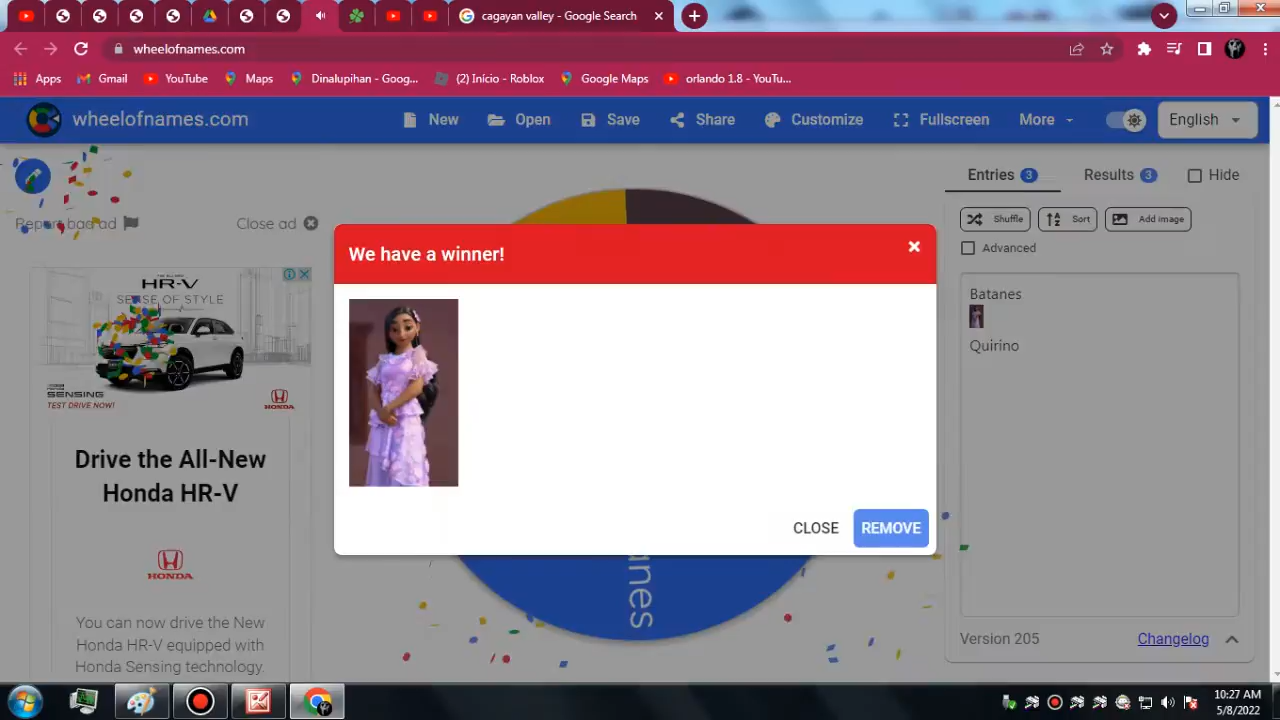 cagayan valley - Google Search
wheelofnames.com
Apps
Gmail
YouTube
Maps
Dinalupihan - Goog...
(2) Início - Roblox
Google Maps
orlando 1.8 - YouTu...
wheelofnames.com
New
Open
Save
Share
Customize
Fullscreen
More
English
Report bad ad
Close ad
Entries 3
Results 3
Hide
Shuffle
Sort
Add image
Advanced
Batanes
Quirino
We have a winner!
CLOSE
REMOVE
HR-V
SENSE OF STYLE
SENSING
TEST DRIVE NOW!
HONDA
Drive the All-New
Honda HR-V
HONDA
You can now drive the New
Honda HR-V equipped with
Honda Sensing technology.
Version 205
Changelog
10:27 AM
5/8/2022